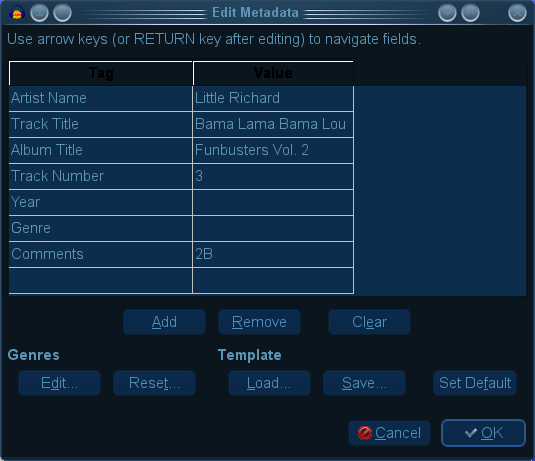 Edit Metadata
Use arrow keys (or RETURN key after editing) to navigate fields.
Tag Value
Artist Name Little Richard
Track Title Bama Lama Bama Lou
Album Title Funbusters Vol. 2
Track Number 3
Year
Genre
Comments 2B
Add Remove Clear
Genres Template
Edit... Reset... Load... Save... Set Default
Cancel OK